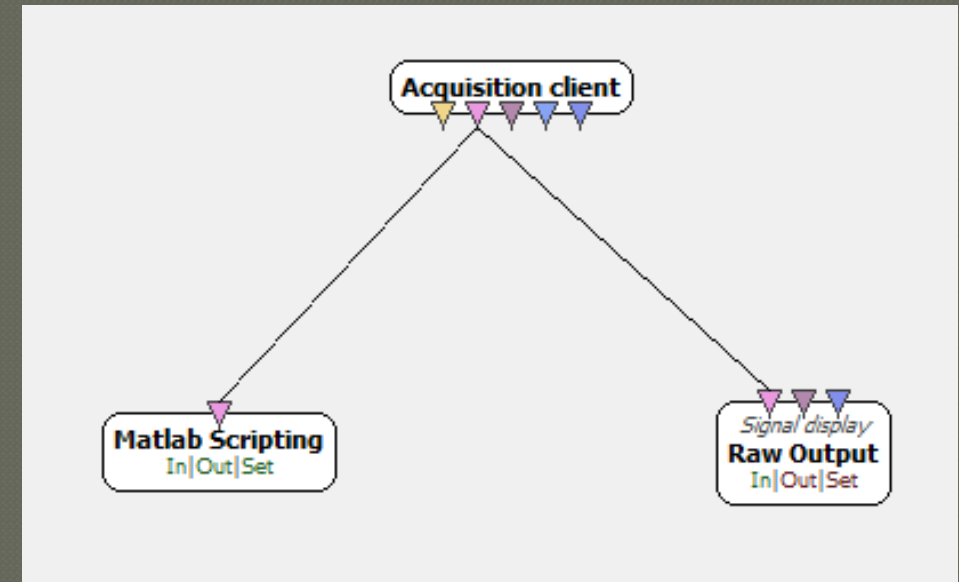 Acquisition client
Matlab Scripting
In|Out|Set
Signal display
Raw Output
In|Out|Set